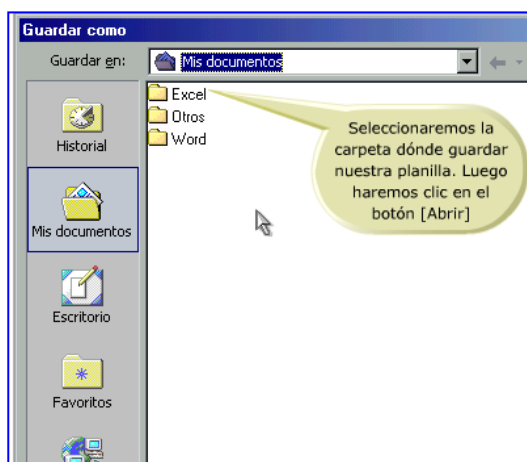 Guardar como
Guardar en:
Mis documentos
Historial
Mis documentos
Escritorio
Favoritos
Excel
Otros
Word
Seleccionaremos la
carpeta dónde guardar
nuestra planilla. Luego
haremos clic en el
botón [Abrir]